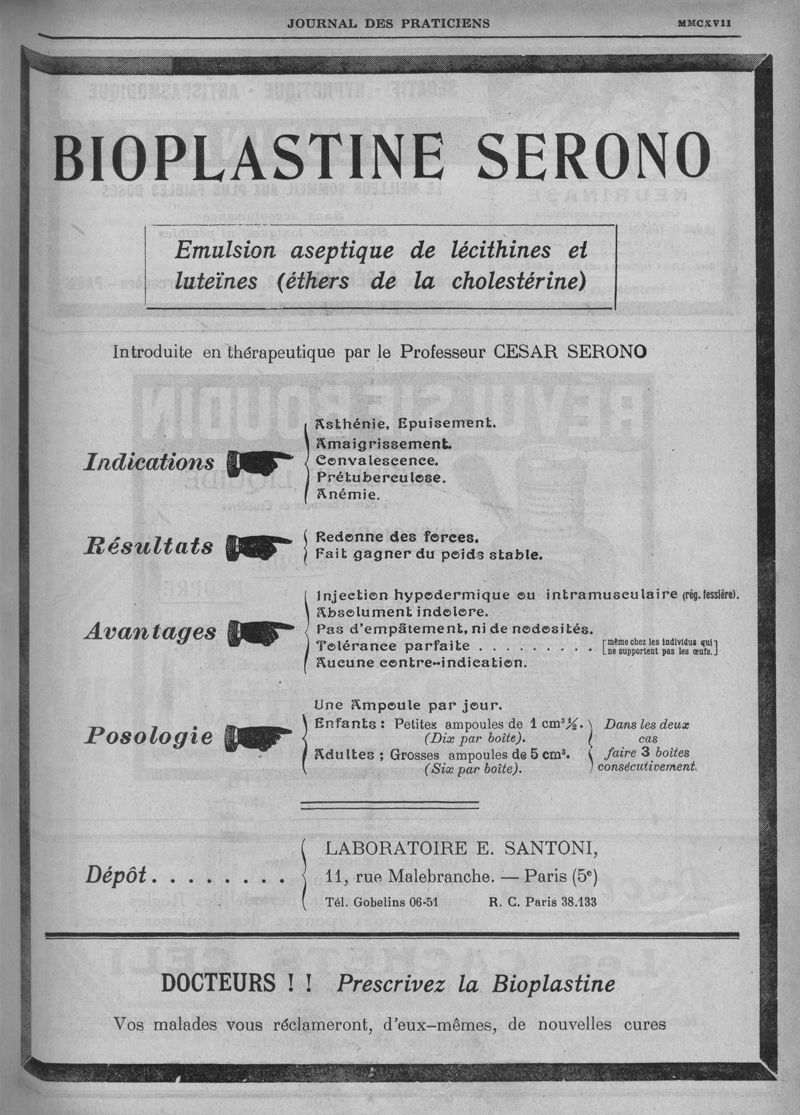 JOURNAL DES PRATICIENS
MMCXVII
BIOPLASTINE SERONO
Emulsion aseptique de lécithines et
luteïnes (éthers de la cholestérine)
Introduite en thérapeutique par le Professeur CESAR SERONO
Indications
Asthénie, Epuisement.
Amaigrissement.
Convalescence.
Prétuberculose.
Anémie.
Résultats
Redonne des forces.
Fait gagner du poids stable.
Avantages
Injection hypodermique ou intramusculaire (rég. fessière).
Absolument indolore.
Pas d'empâtement, ni de nodosités.
Tolérance parfaite . . . . . . . . . [même chez les individus qui
ne supportent pas les œufs.]
Aucune contre-indication.
Posologie
Une Ampoule par jour.
Enfants : Petites ampoules de 1 cm³ ½.
(Dix par boîte).
Adultes ; Grosses ampoules de 5 cm³.
(Six par boîte).
Dans les deux
cas
faire 3 boîtes
consécutivement.
Dépôt. . . . . . . .
LABORATOIRE E. SANTONI,
11, rue Malebranche. — Paris (5e)
Tél. Gobelins 06-51 R. C. Paris 38.133
DOCTEURS ! ! Prescrivez la Bioplastine
Vos malades vous réclameront, d'eux-mêmes, de nouvelles cures